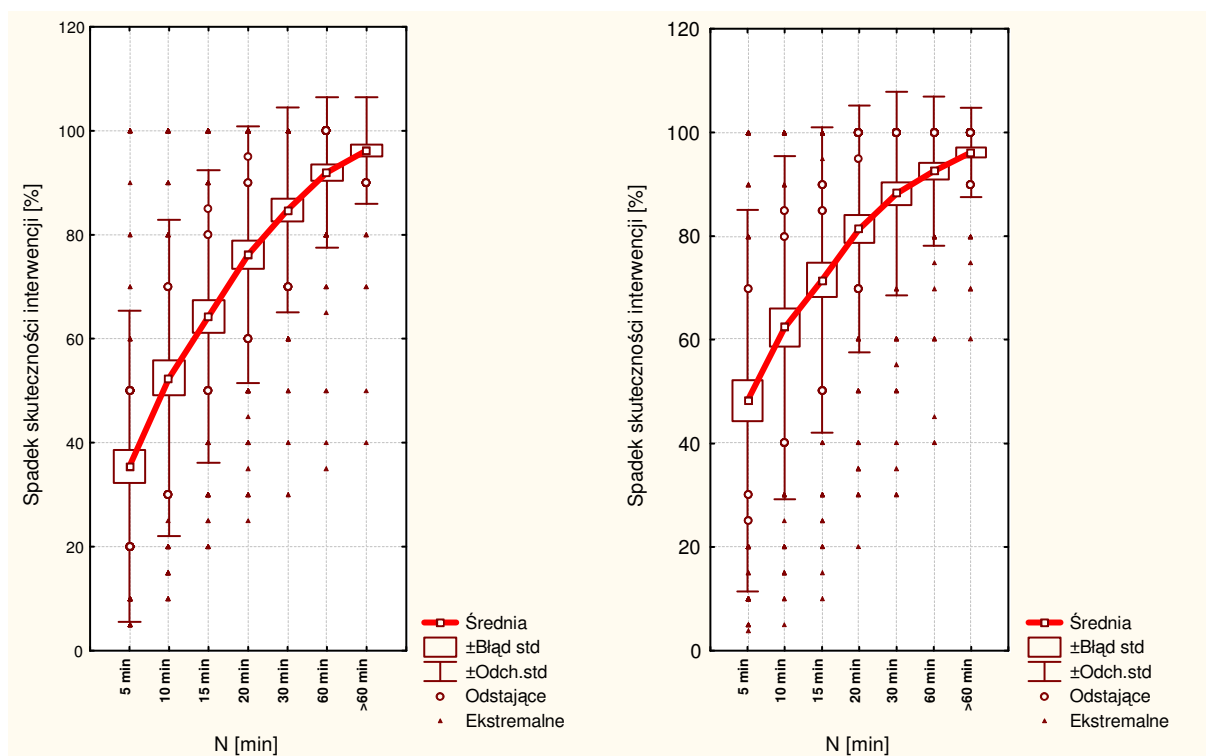 Spadek skuteczności interwencji [%]
120
100
80
60
40
20
0
5 min
10 min
15 min
20 min
30 min
60 min
>60 min
N [min]
Średnia
±Błąd std
±Odch.std
Odstające
Ekstremalne
Spadek skuteczności interwencji [%]
120
100
80
60
40
20
0
5 min
10 min
15 min
20 min
30 min
60 min
>60 min
N [min]
Średnia
±Błąd std
±Odch.std
Odstające
Ekstremalne